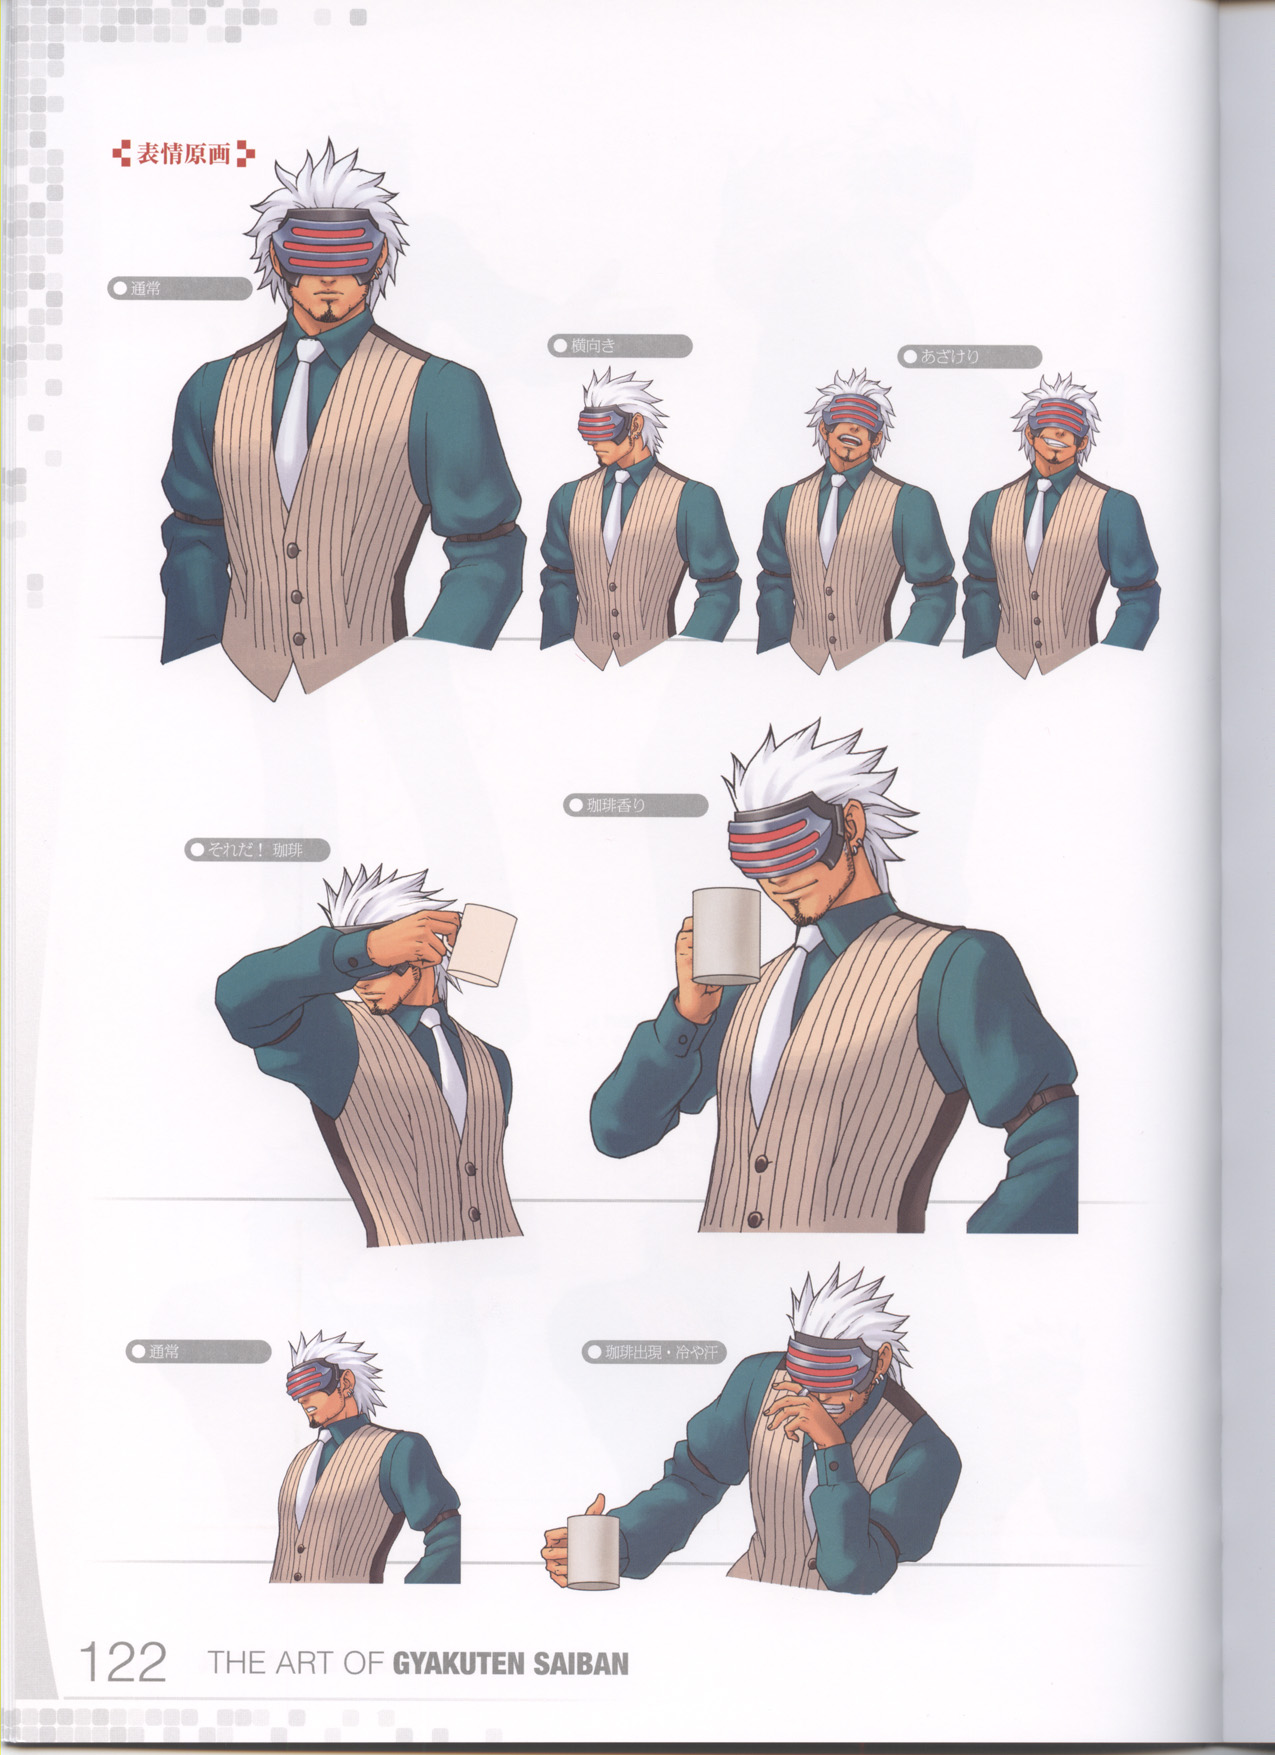 表情原画
通常
横向き
あざけり
珈琲香り
それだ！ 珈琲
通常
珈琲出現・冷や汗
122 THE ART OF GYAKUTEN SAIBAN